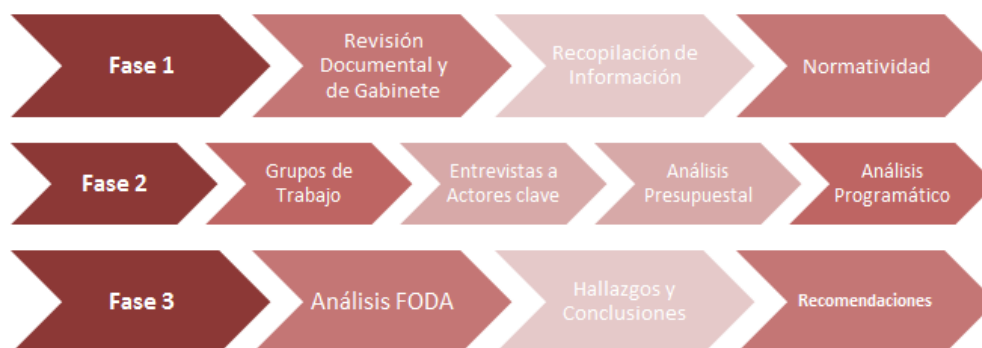 Fase 1
Revisión
Documental y
de Gabinete
Recopilación de
Información
Normatividad
Fase 2
Grupos de
Trabajo
Entrevistas a
Actores clave
Análisis
Presupuestal
Análisis
Programático
Fase 3
Análisis FODA
Hallazgos y
Conclusiones
Recomendaciones